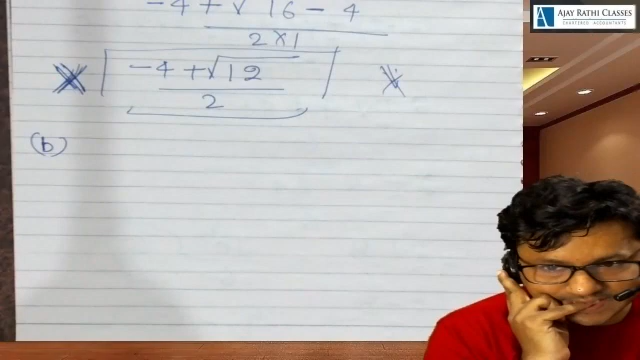 -4 + √16 - 4
2 × 1
-4 + √12
2
(b)
AJAY RATHI CLASSES
CHARTERED ACCOUNTANTS